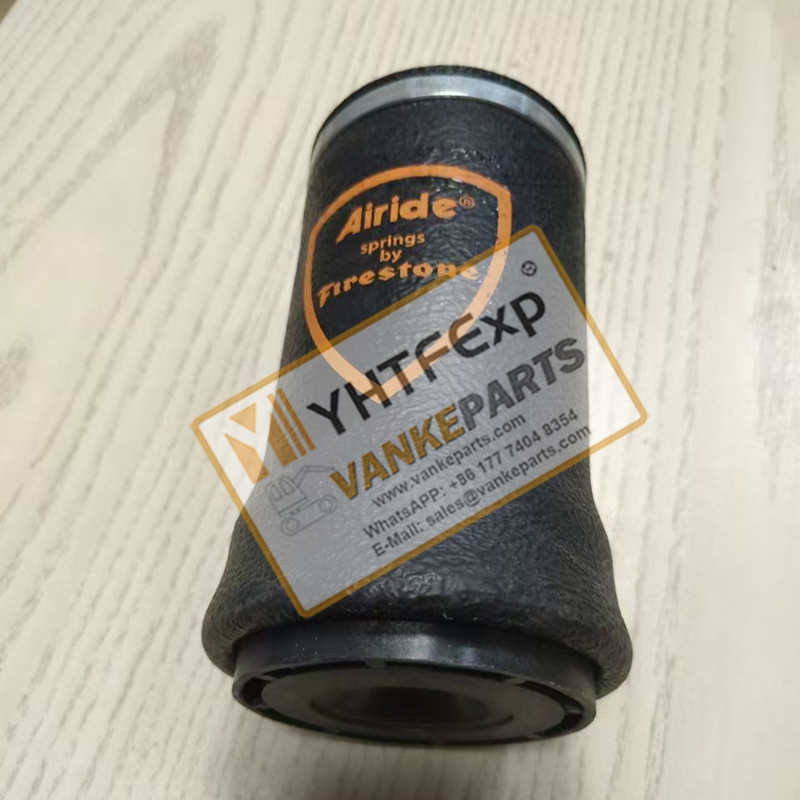 Airide®
springs
by
Firestone
YHTFExp
VANKEPARTS
www.vankeparts.com
WhatsAPP: +86 177 7404 8354
E-Mail: sales@vankeparts.com